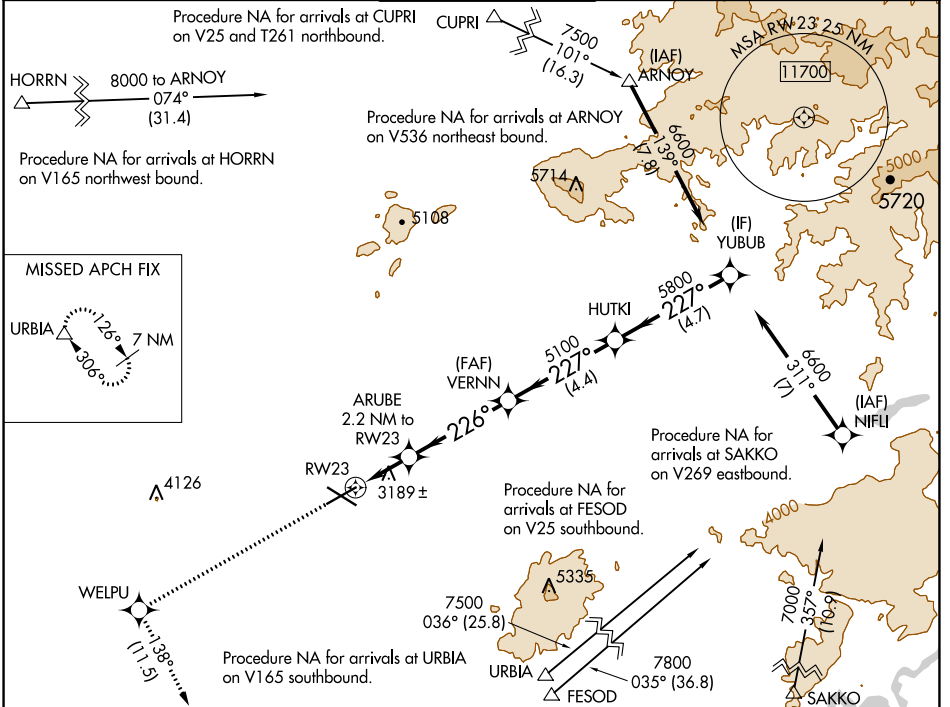 Procedure NA for arrivals at CUPRI
on V25 and T261 northbound.
CUPRI
7500
101°
(16.3)
(IAF)
ARNOY
MSA RW 23 25 NM
11700
HORRN
8000 to ARNOY
074°
(31.4)
Procedure NA for arrivals at HORRN
on V165 northwest bound.
Procedure NA for arrivals at ARNOY
on V536 northeast bound.
6600
139°
(7.8)
5714
5108
5000
5720
(IF)
YUBUB
MISSED APCH FIX
URBIA
126°
306°
7 NM
5800
227°
(4.7)
HUTKI
5100
227°
(4.4)
(FAF)
VERNN
226°
ARUBE
2.2 NM to
RW23
RW23
3189 ±
4126
6600
311°
(7)
(IAF)
NIFLI
Procedure NA for
arrivals at SAKKO
on V269 eastbound.
Procedure NA for
arrivals at FESOD
on V25 southbound.
4000
5335
WELPU
138°
(11.5)
7500
036° (25.8)
Procedure NA for arrivals at URBIA
on V165 southbound.
URBIA
FESOD
7800
035° (36.8)
7000
357°
(10.9)
SAKKO